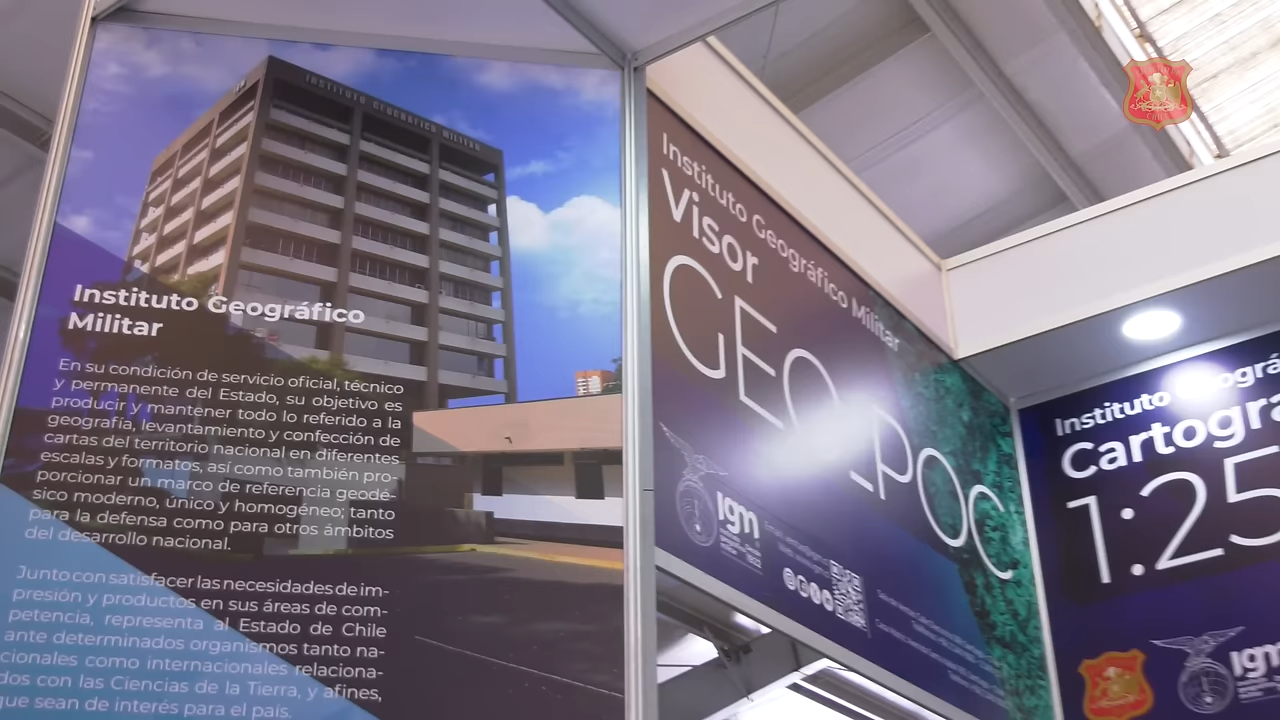 INSTITUTO GEOGRÁFICO MILITAR
Instituto Geográfico
Militar
En su condición de servicio oficial, técnico
y permanente del Estado, su objetivo es
producir y mantener todo lo referido a la
geografía, levantamiento y confección de
cartas del territorio nacional en diferentes
escalas y formatos, así como también pro-
porcionar un marco de referencia geodé-
sico moderno, único y homogéneo; tanto
para la defensa como para otros ámbitos
del desarrollo nacional.
Junto con satisfacer las necesidades de im-
presión y productos en sus áreas de com-
petencia, representa al Estado de Chile
ante determinados organismos tanto na-
cionales como internacionales relaciona-
dos con las Ciencias de la Tierra, y afines,
que sean de interés para el país.
Instituto Geográfico Militar
Visor
GEO EPOC
igm
1922
Instituto Geográ
Cartogra
1:25
igm